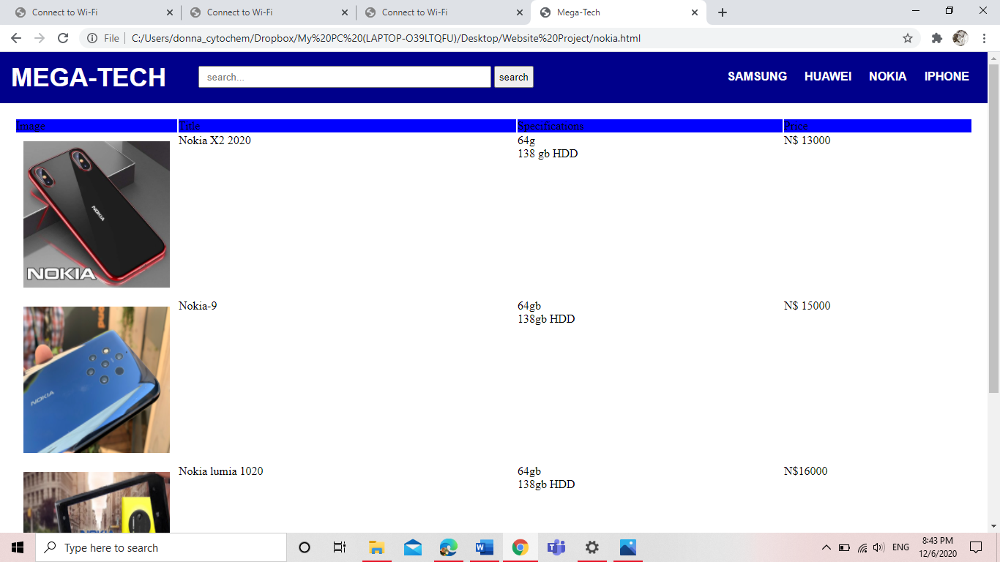 Connect to Wi-Fi
Connect to Wi-Fi
Connect to Wi-Fi
Mega-Tech
File
C:/Users/donna_cytochem/Dropbox/My%20PC%20(LAPTOP-O39LTQFU)/Desktop/Website%20Project/nokia.html
MEGA-TECH
search...
search
SAMSUNG HUAWEI NOKIA IPHONE
Image Title Specifications Price
Nokia X2 2020
64g
138 gb HDD
N$ 13000
NOKIA
NOKIA
Nokia-9
64gb
138gb HDD
N$ 15000
NOKIA
Nokia lumia 1020
64gb
138gb HDD
N$16000
NOKIA
Type here to search
ENG
8:43 PM
12/6/2020